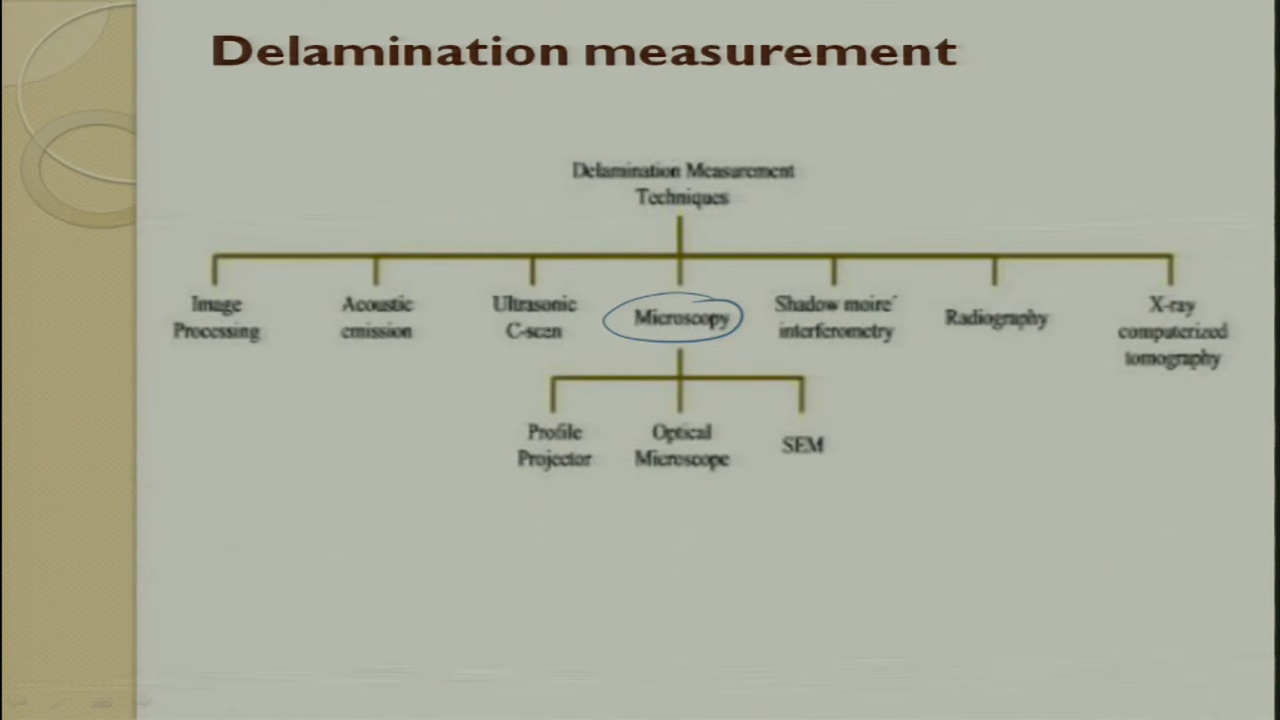 Delamination measurement
Delamination Measurement
Techniques
Image
Processing
Acoustic
emission
Ultrasonic
C-scan
Microscopy
Shadow moire´
interferometry
Radiography
X-ray
computerized
tomography
Profile
Projector
Optical
Microscope
SEM